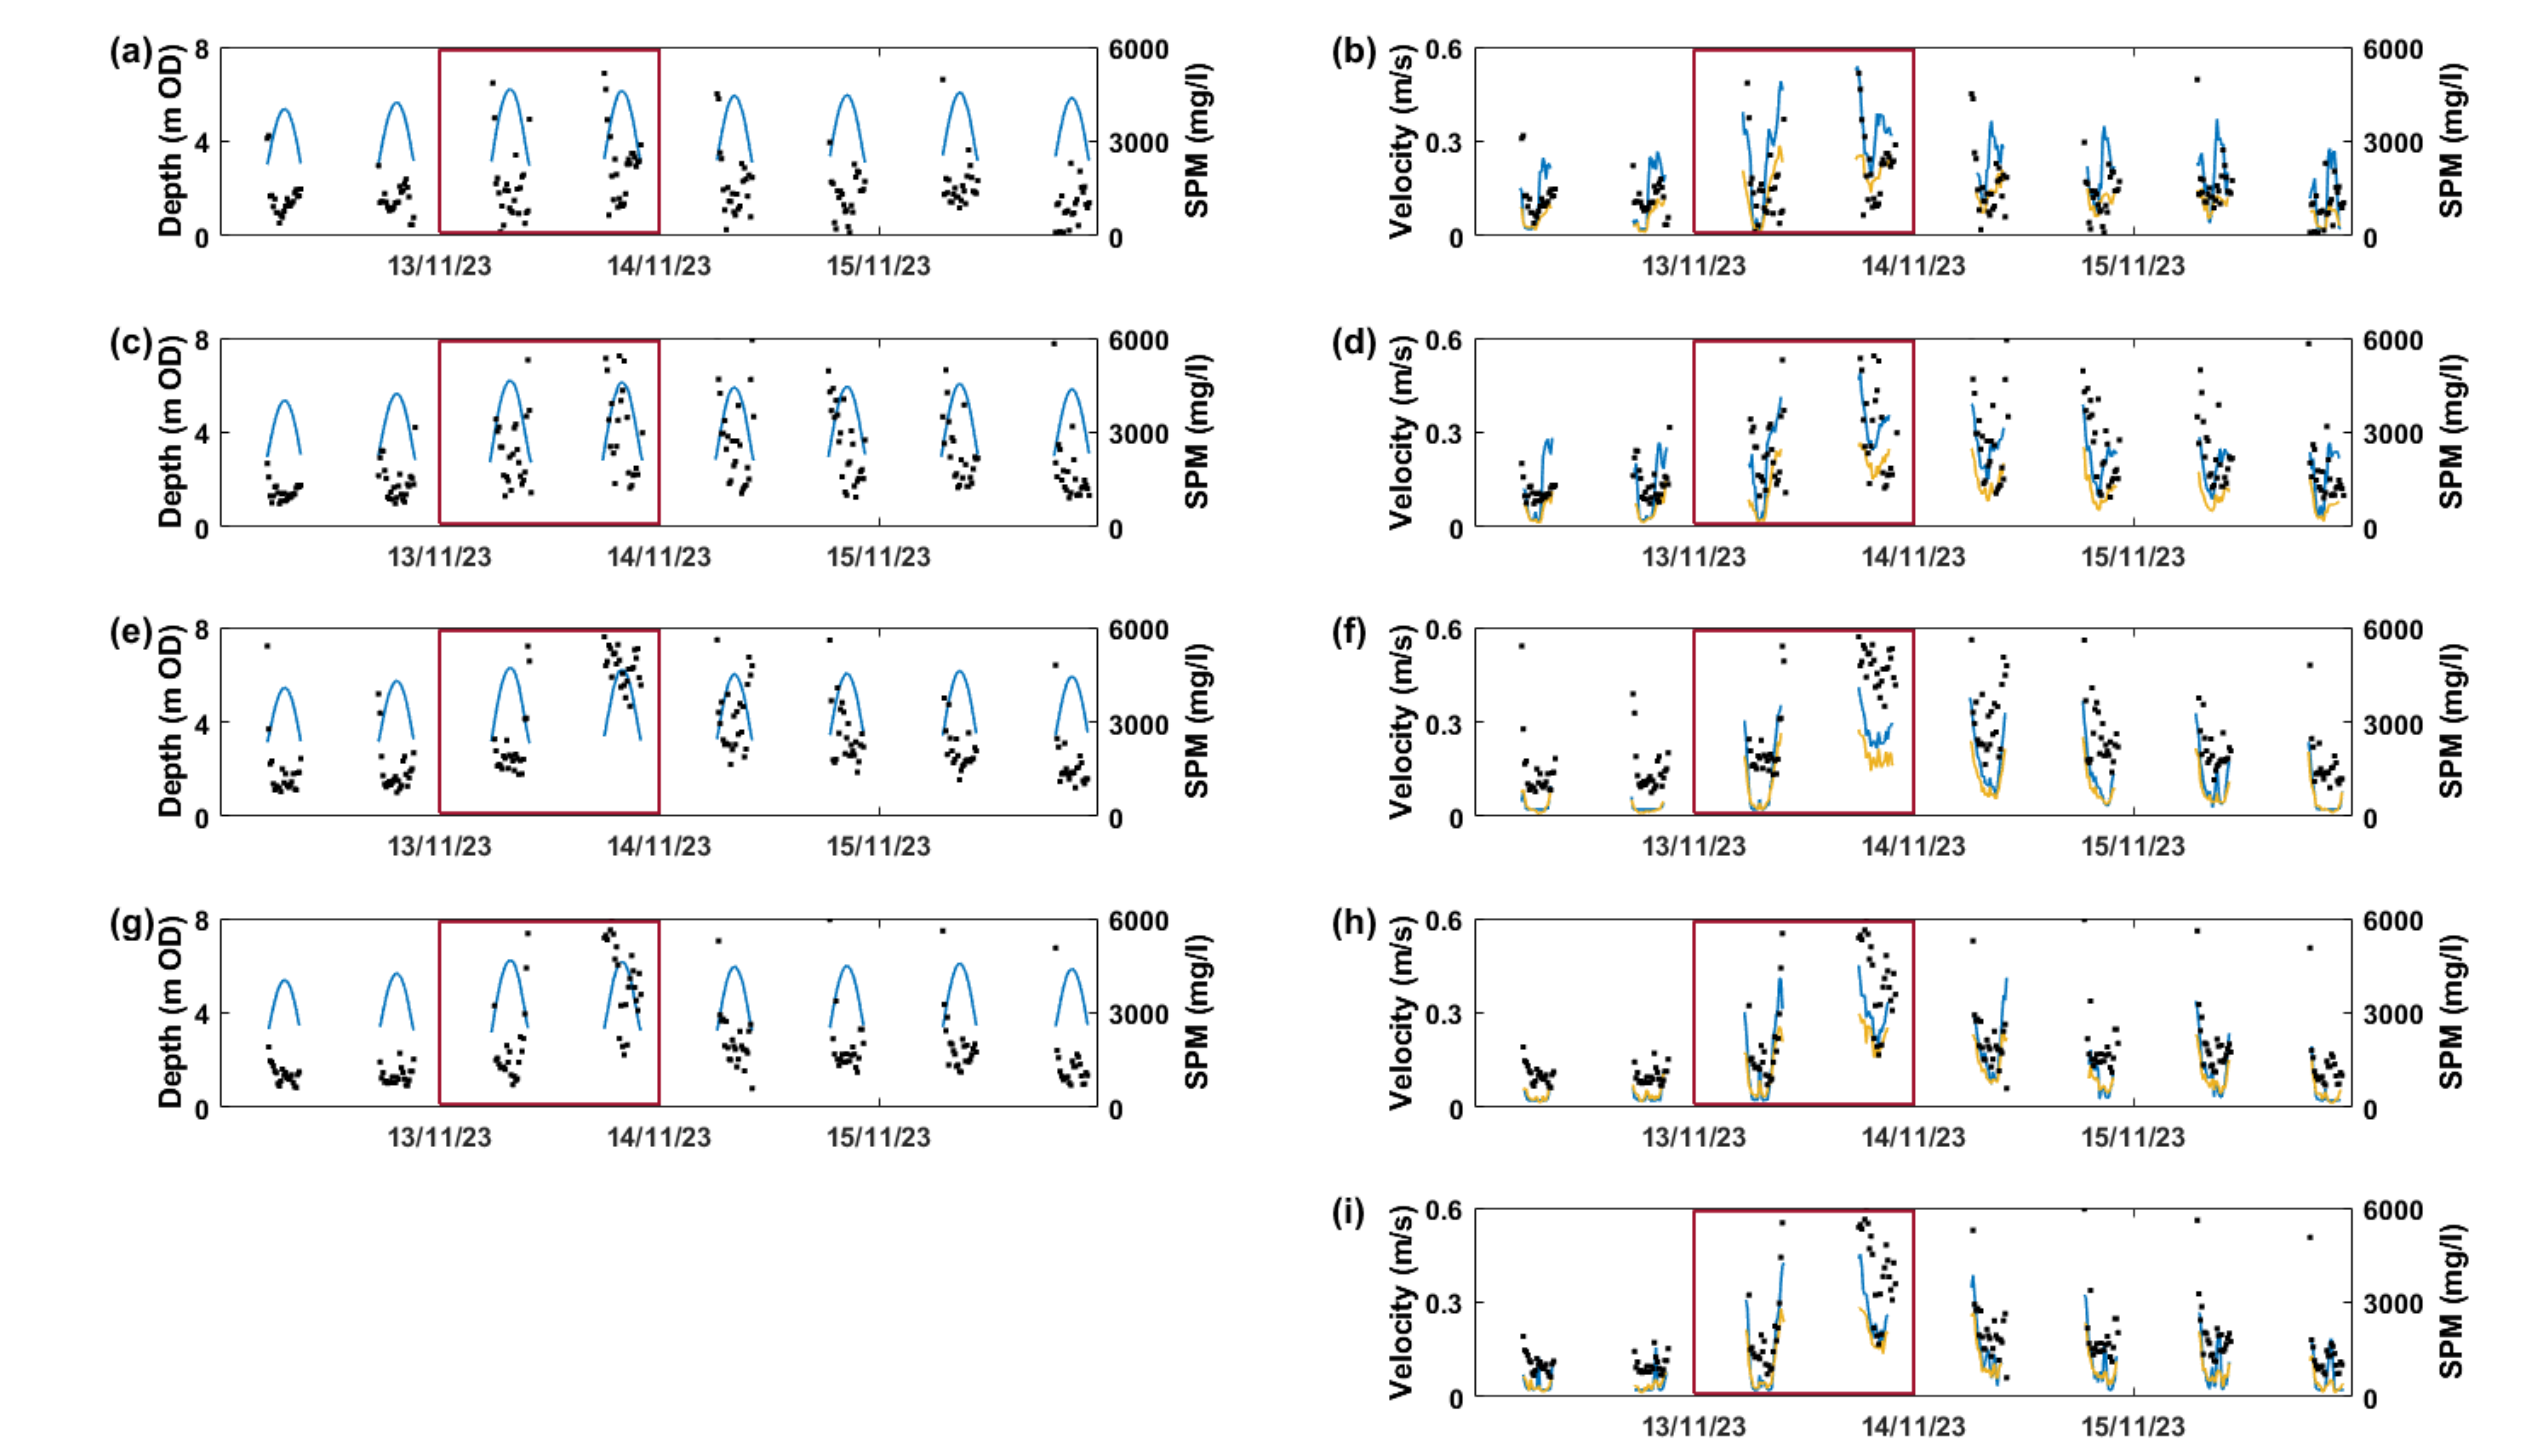 (a) Depth (m OD) 8 4 0 6000 3000 0 SPM (mg/l)
13/11/23 14/11/23 15/11/23
(b) Velocity (m/s) 0.6 0.3 0 6000 3000 0 SPM (mg/l)
13/11/23 14/11/23 15/11/23
(c) Depth (m OD) 8 4 0 6000 3000 0 SPM (mg/l)
13/11/23 14/11/23 15/11/23
(d) Velocity (m/s) 0.6 0.3 0 6000 3000 0 SPM (mg/l)
13/11/23 14/11/23 15/11/23
(e) Depth (m OD) 8 4 0 6000 3000 0 SPM (mg/l)
13/11/23 14/11/23 15/11/23
(f) Velocity (m/s) 0.6 0.3 0 6000 3000 0 SPM (mg/l)
13/11/23 14/11/23 15/11/23
(g) Depth (m OD) 8 4 0 6000 3000 0 SPM (mg/l)
13/11/23 14/11/23 15/11/23
(h) Velocity (m/s) 0.6 0.3 0 6000 3000 0 SPM (mg/l)
13/11/23 14/11/23 15/11/23
(i) Velocity (m/s) 0.6 0.3 0 6000 3000 0 SPM (mg/l)
13/11/23 14/11/23 15/11/23